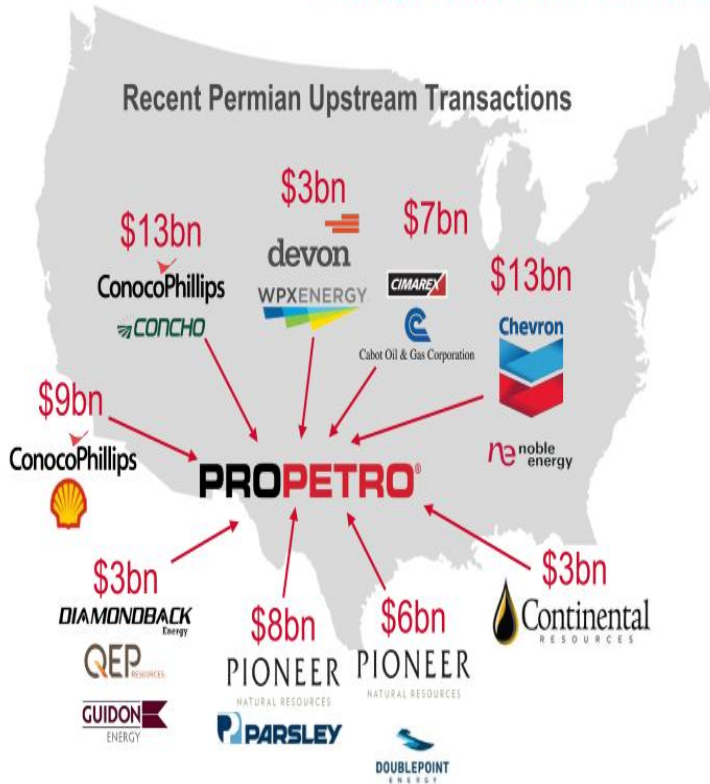 Recent Permian Upstream Transactions
$13bn
ConocoPhillips
CONCHO
$3bn
devon
WPXENERGY
$7bn
CIMAREX
Cabot Oil & Gas Corporation
$13bn
Chevron
ne noble
energy
$9bn
ConocoPhillips
PROPETRO®
$3bn
DIAMONDBACK
Energy
QEP RESOURCES
GUIDON
ENERGY
$8bn
PIONEER
NATURAL RESOURCES
PARSLEY
$6bn
PIONEER
NATURAL RESOURCES
DOUBLEPOINT
ENERGY
$3bn
Continental
RESOURCES